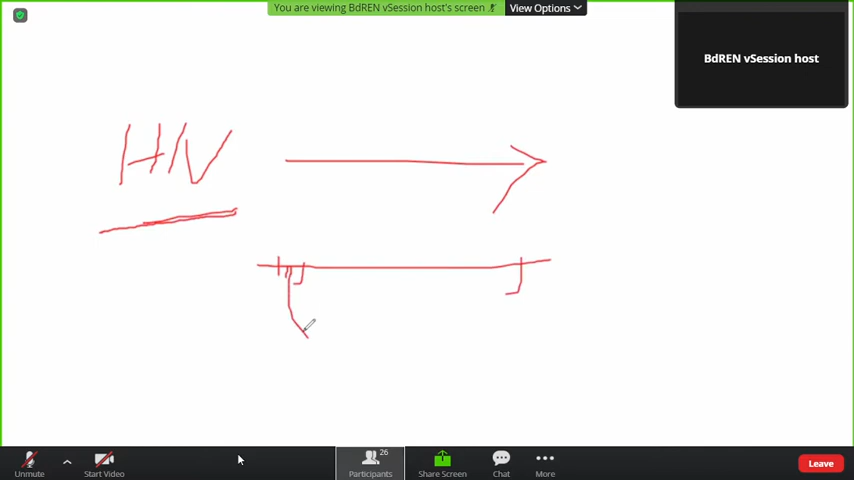 You are viewing BdREN vSession host's screen
View Options
BdREN vSession host
HIV
26
Unmute
Start Video
Participants
Share Screen
Chat
More
Leave